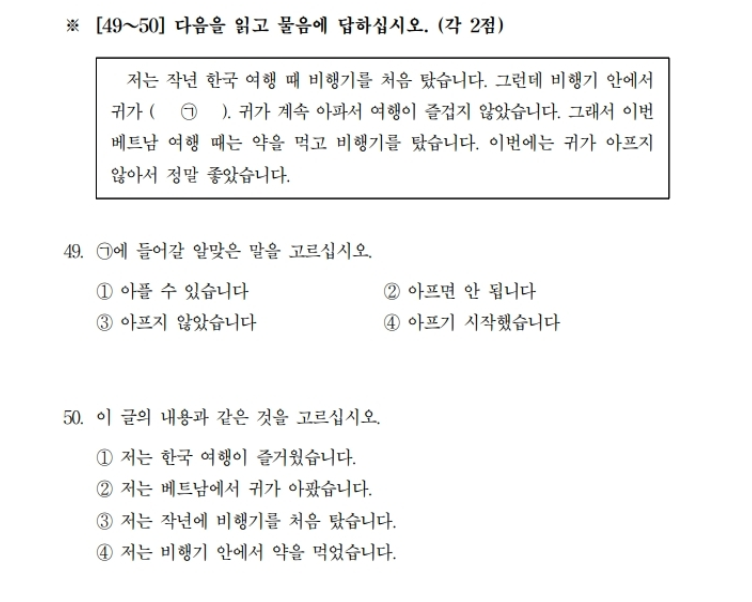 ※ [49~50] 다음을 읽고 물음에 답하십시오. (각 2점)
저는 작년 한국 여행 때 비행기를 처음 탔습니다. 그런데 비행기 안에서
귀가 ( ㉠ ). 귀가 계속 아파서 여행이 즐겁지 않았습니다. 그래서 이번
베트남 여행 때는 약을 먹고 비행기를 탔습니다. 이번에는 귀가 아프지
않아서 정말 좋았습니다.
49. ㉠에 들어갈 알맞은 말을 고르십시오.
① 아플 수 있습니다 ② 아프면 안 됩니다
③ 아프지 않았습니다 ④ 아프기 시작했습니다
50. 이 글의 내용과 같은 것을 고르십시오.
① 저는 한국 여행이 즐거웠습니다.
② 저는 베트남에서 귀가 아팠습니다.
③ 저는 작년에 비행기를 처음 탔습니다.
④ 저는 비행기 안에서 약을 먹었습니다.